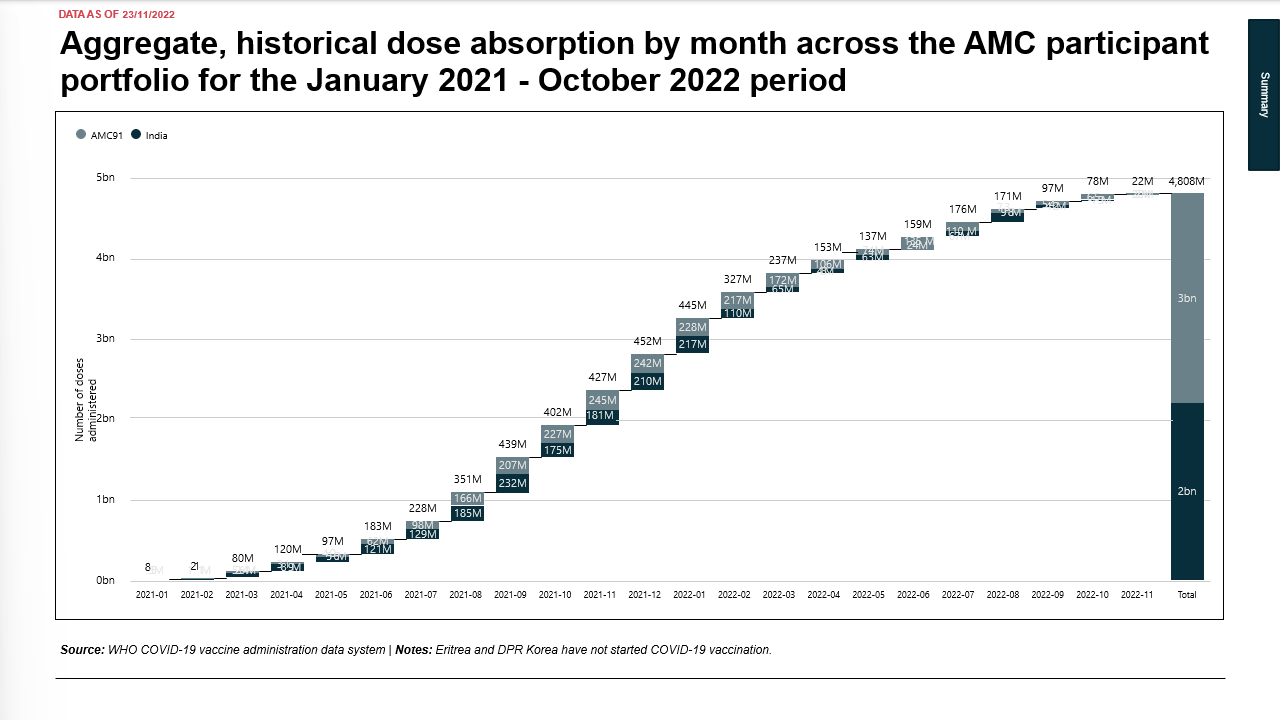 DATA AS OF 23/11/2022
Aggregate, historical dose absorption by month across the AMC participant
portfolio for the January 2021 - October 2022 period
Summary
AMC91 India
5bn
4bn
3bn
2bn
1bn
0bn
Number of doses
administered
8
21
80M
120M
97M
183M
228M
351M
439M
402M
427M
452M
445M
327M
237M
153M
137M
159M
176M
171M
97M
78M
22M
4,808M
121M
98M
129M
166M
185M
207M
232M
227M
175M
245M
181M
242M
210M
228M
217M
217M
110M
172M
65M
106M
63M
24M
110 M
3bn
2bn
2021-01 2021-02 2021-03 2021-04 2021-05 2021-06 2021-07 2021-08 2021-09 2021-10 2021-11 2021-12 2022-01 2022-02 2022-03 2022-04 2022-05 2022-06 2022-07 2022-08 2022-09 2022-10 2022-11 Total
Source: WHO COVID-19 vaccine administration data system | Notes: Eritrea and DPR Korea have not started COVID-19 vaccination.